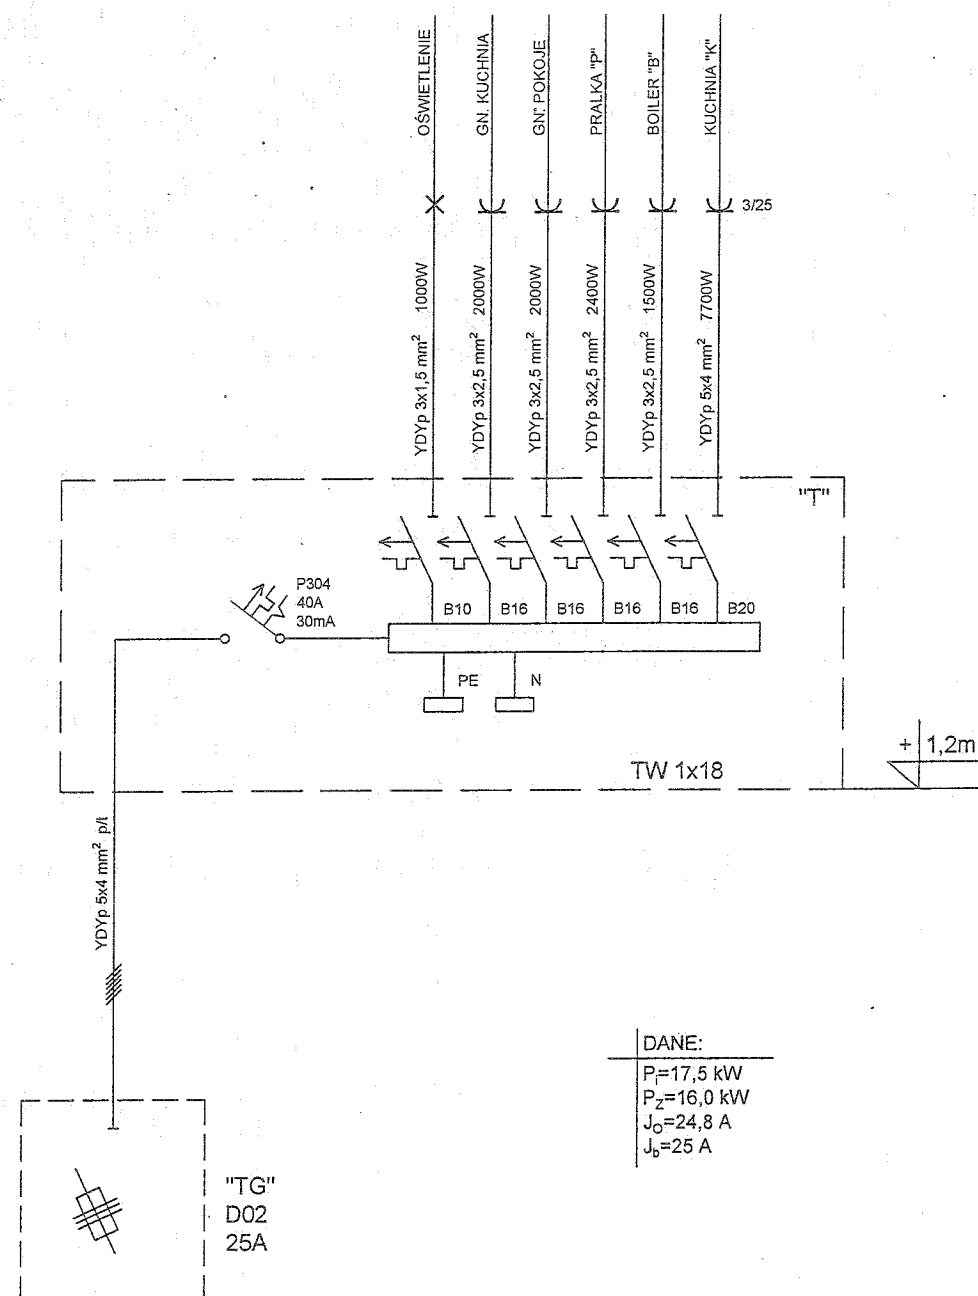 OŚWIETLENIE
GN. KUCHNIA
GN. POKOJE
PRALKA "P"
BOILER "B"
KUCHNIA "K"
3/25
YDYp 3x1,5 mm² 1000W
YDYp 3x2,5 mm² 2000W
YDYp 3x2,5 mm² 2000W
YDYp 3x2,5 mm² 2400W
YDYp 3x2,5 mm² 1500W
YDYp 5x4 mm² 7700W
"T"
P304
40A
30mA
B10
B16
B16
B16
B16
B20
PE
N
TW 1x18
+ 1,2m
YDYp 5x4 mm² p/t
DANE:
Pi=17,5 kW
PZ=16,0 kW
JO=24,8 A
Jb=25 A
"TG"
D02
25A